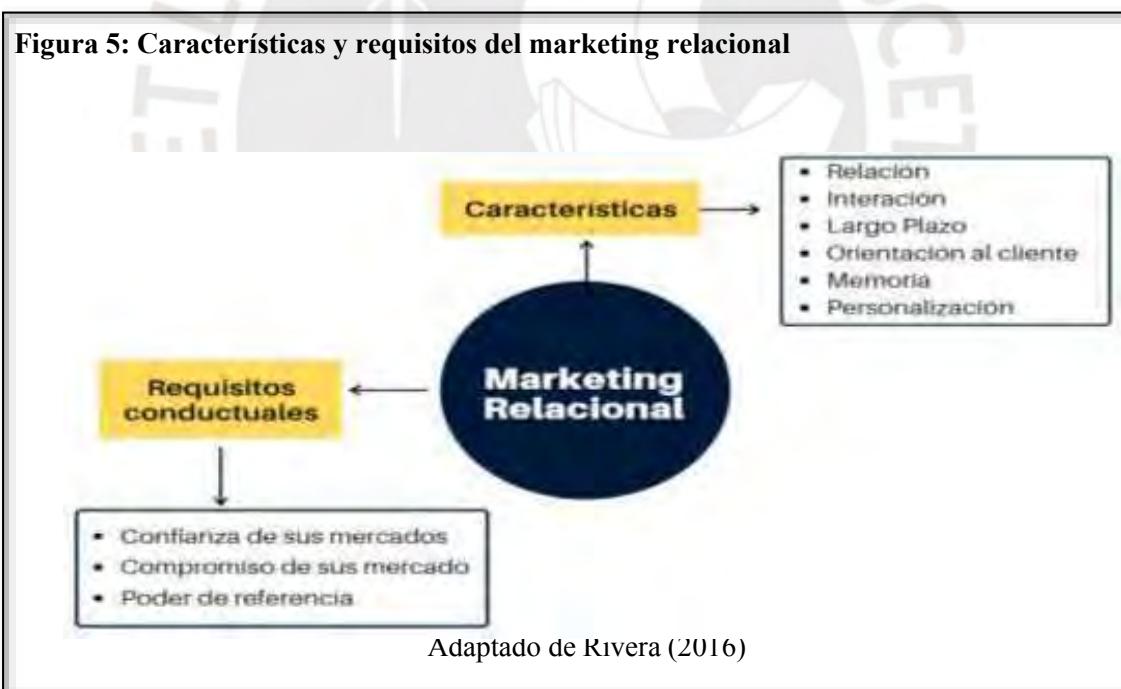 Figura 5: Características y requisitos del marketing relacional
Características
• Relación
• Interación
• Largo Plazo
• Orientación al cliente
• Memoria
• Personalización
Marketing
Relacional
Requisitos
conductuales
• Confianza de sus mercados
• Compromiso de sus mercado
• Poder de referencia
Adaptado de Rivera (2016)